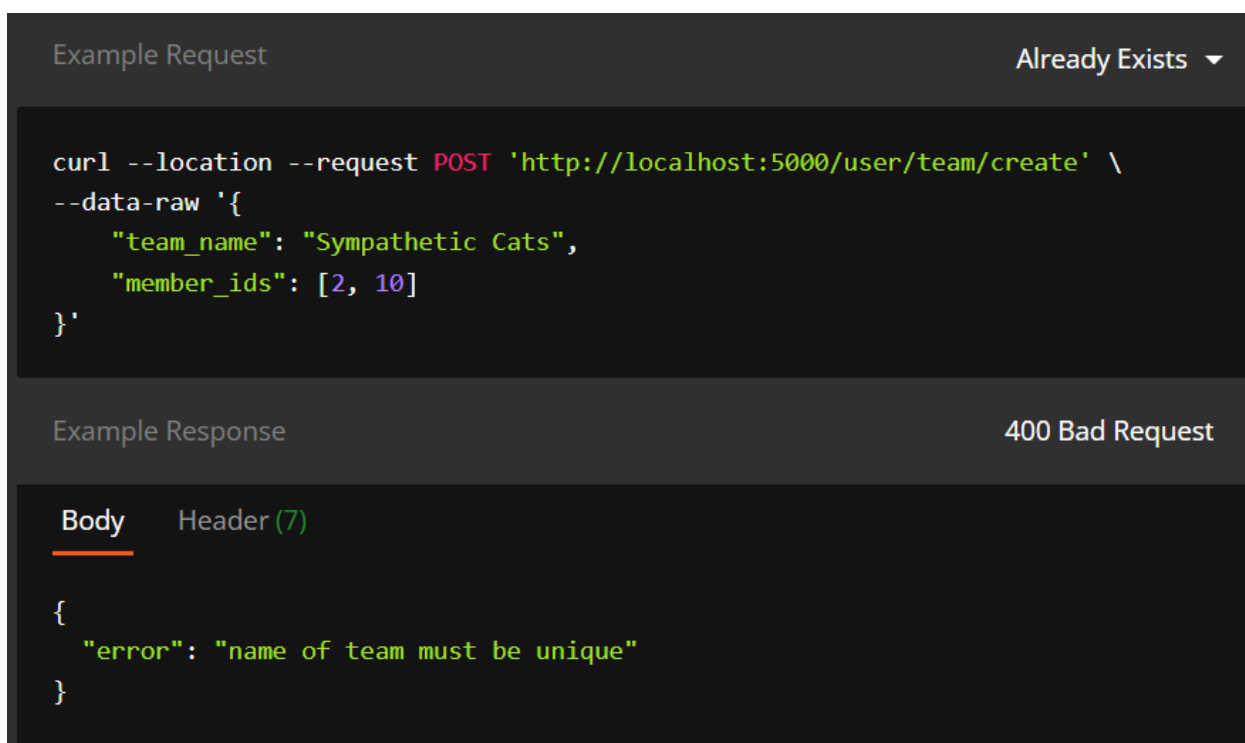 Example Request
Already Exists
curl --location --request POST 'http://localhost:5000/user/team/create' \
--data-raw '{
    "team_name": "Sympathetic Cats",
    "member_ids": [2, 10]
}'
Example Response
400 Bad Request
Body
Header (7)
{
  "error": "name of team must be unique"
}